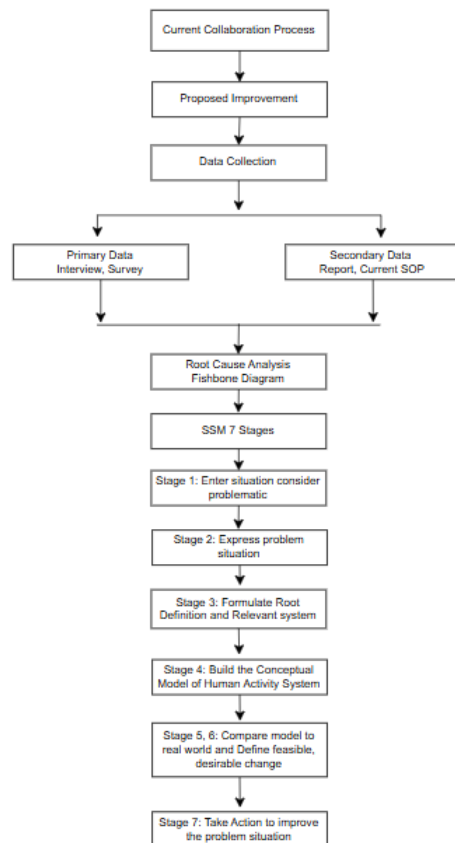 Current Collaboration Process
Proposed Improvement
Data Collection
Primary Data
Interview, Survey
Secondary Data
Report, Current SOP
Root Cause Analysis
Fishbone Diagram
SSM 7 Stages
Stage 1: Enter situation consider
problematic
Stage 2: Express problem
situation
Stage 3: Formulate Root
Definition and Relevant system
Stage 4: Build the Conceptual
Model of Human Activity System
Stage 5, 6: Compare model to
real world and Define feasible,
desirable change
Stage 7: Take Action to improve
the problem situation